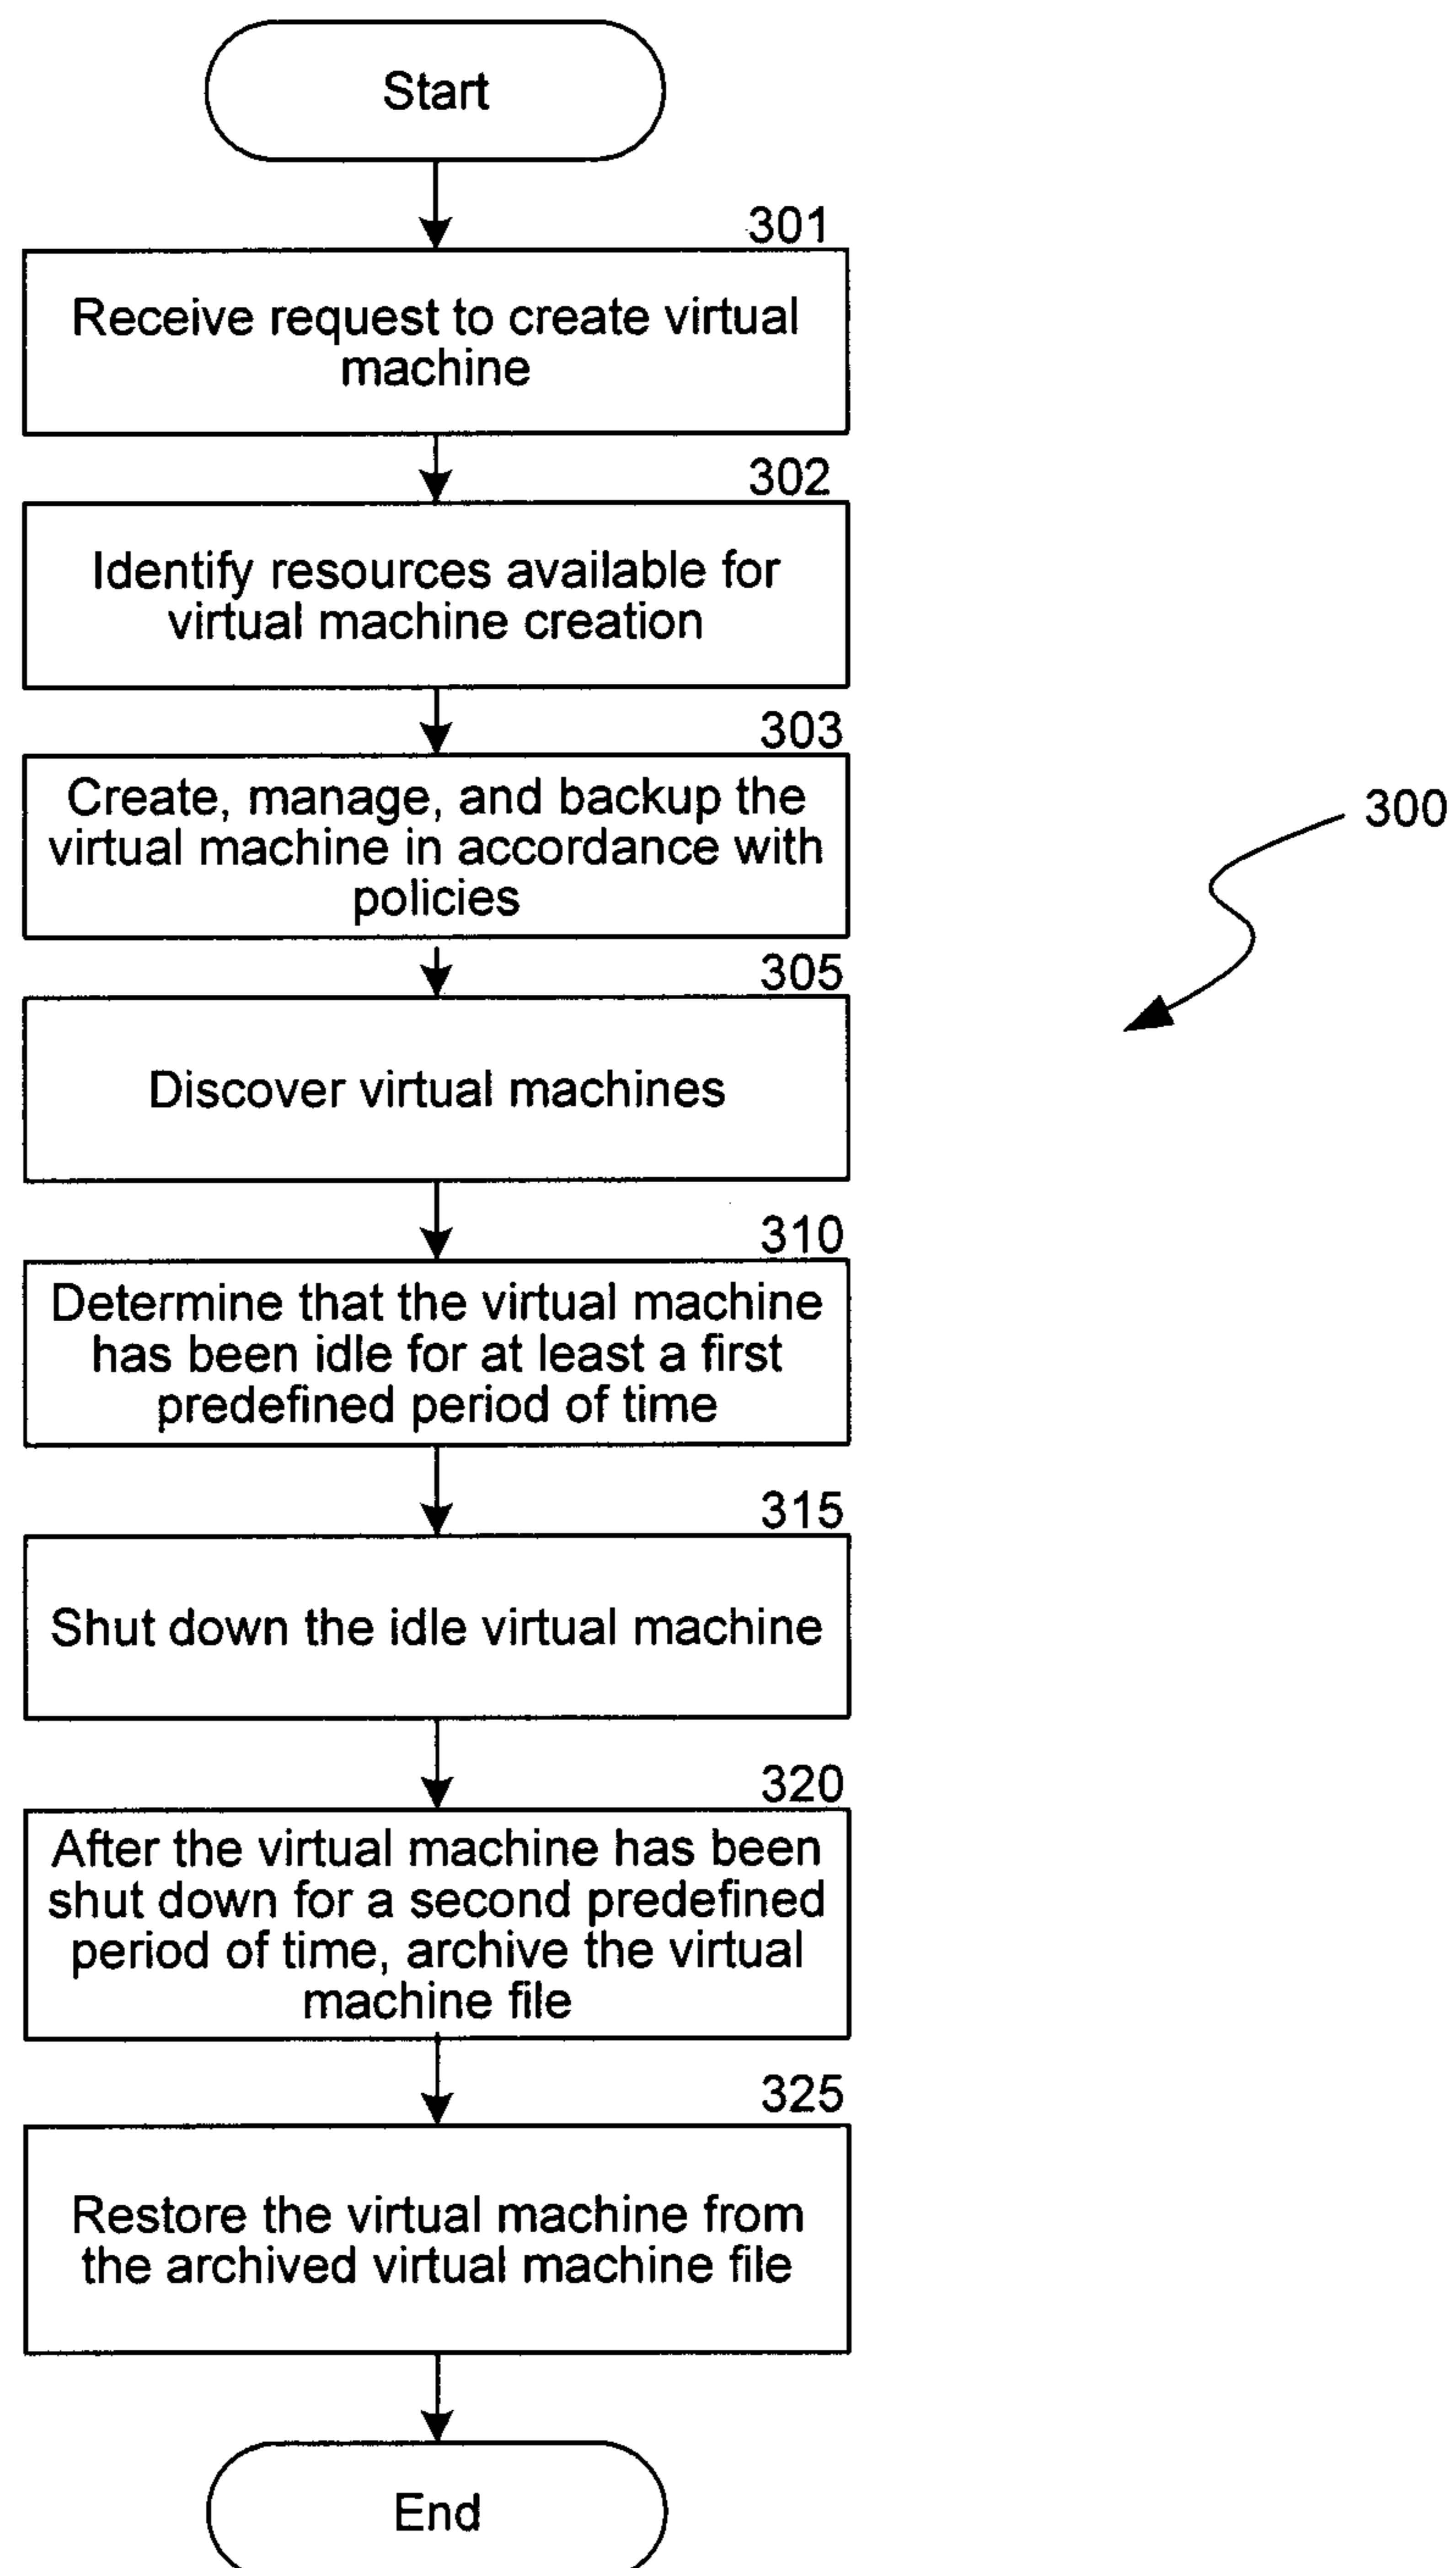 Start
301
Receive request to create virtual
machine
302
Identify resources available for
virtual machine creation
303
Create, manage, and backup the
virtual machine in accordance with
policies
300
305
Discover virtual machines
310
Determine that the virtual machine
has been idle for at least a first
predefined period of time
315
Shut down the idle virtual machine
320
After the virtual machine has been
shut down for a second predefined
period of time, archive the virtual
machine file
325
Restore the virtual machine from
the archived virtual machine file
End